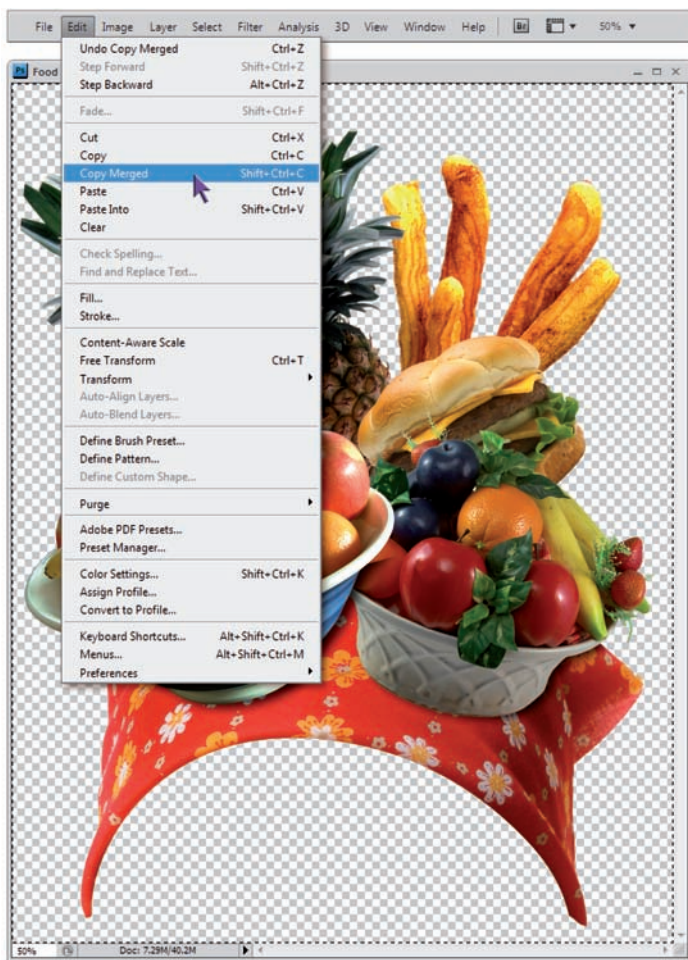 File Edit Image Layer Select Filter Analysis 3D View Window Help Br 50%
Ps Food
Undo Copy Merged Ctrl+Z
Step Forward Shift+Ctrl+Z
Step Backward Alt+Ctrl+Z
Fade... Shift+Ctrl+F
Cut Ctrl+X
Copy Ctrl+C
Copy Merged Shift+Ctrl+C
Paste Ctrl+V
Paste Into Shift+Ctrl+V
Clear
Check Spelling...
Find and Replace Text...
Fill...
Stroke...
Content-Aware Scale
Free Transform Ctrl+T
Transform
Auto-Align Layers...
Auto-Blend Layers...
Define Brush Preset...
Define Pattern...
Define Custom Shape...
Purge
Adobe PDF Presets...
Preset Manager...
Color Settings... Shift+Ctrl+K
Assign Profile...
Convert to Profile...
Keyboard Shortcuts... Alt+Shift+Ctrl+K
Menus... Alt+Shift+Ctrl+M
Preferences
50% Doc: 7.29M/40.2M